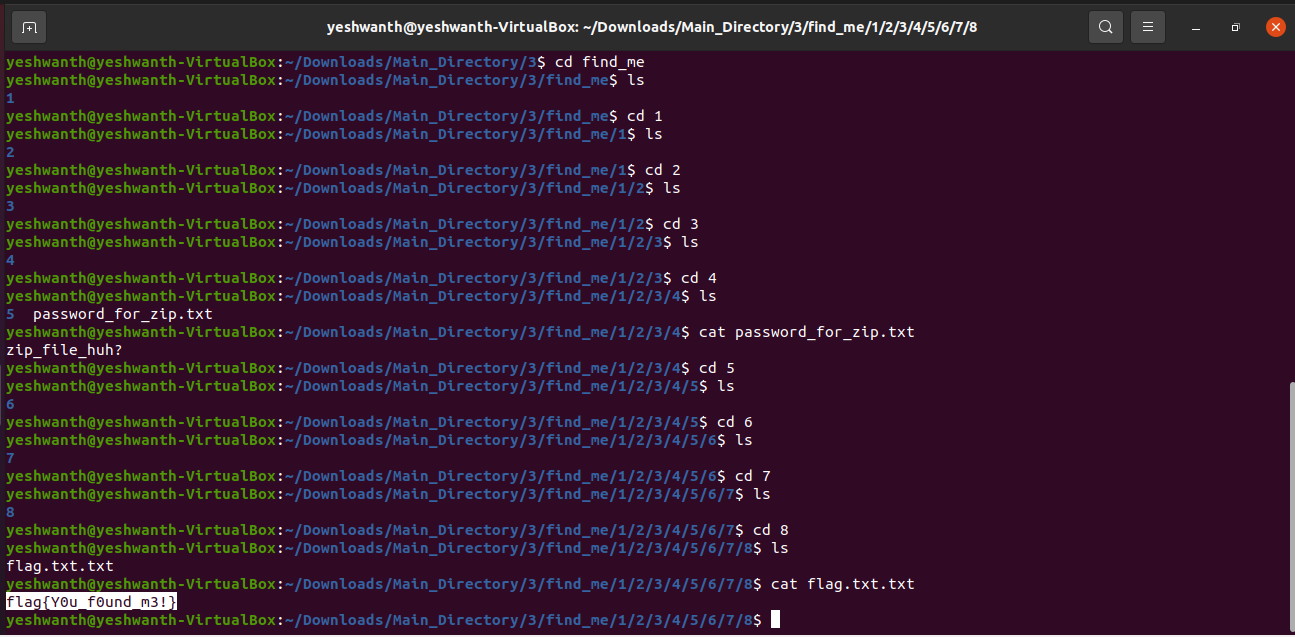 yeshwanth@yeshwanth-VirtualBox: ~/Downloads/Main_Directory/3/find_me/1/2/3/4/5/6/7/8
yeshwanth@yeshwanth-VirtualBox:~/Downloads/Main_Directory/3$ cd find_me
yeshwanth@yeshwanth-VirtualBox:~/Downloads/Main_Directory/3/find_me$ ls
1
yeshwanth@yeshwanth-VirtualBox:~/Downloads/Main_Directory/3/find_me$ cd 1
yeshwanth@yeshwanth-VirtualBox:~/Downloads/Main_Directory/3/find_me/1$ ls
2
yeshwanth@yeshwanth-VirtualBox:~/Downloads/Main_Directory/3/find_me/1$ cd 2
yeshwanth@yeshwanth-VirtualBox:~/Downloads/Main_Directory/3/find_me/1/2$ ls
3
yeshwanth@yeshwanth-VirtualBox:~/Downloads/Main_Directory/3/find_me/1/2$ cd 3
yeshwanth@yeshwanth-VirtualBox:~/Downloads/Main_Directory/3/find_me/1/2/3$ ls
4
yeshwanth@yeshwanth-VirtualBox:~/Downloads/Main_Directory/3/find_me/1/2/3$ cd 4
yeshwanth@yeshwanth-VirtualBox:~/Downloads/Main_Directory/3/find_me/1/2/3/4$ ls
5  password_for_zip.txt
yeshwanth@yeshwanth-VirtualBox:~/Downloads/Main_Directory/3/find_me/1/2/3/4$ cat password_for_zip.txt
zip_file_huh?
yeshwanth@yeshwanth-VirtualBox:~/Downloads/Main_Directory/3/find_me/1/2/3/4$ cd 5
yeshwanth@yeshwanth-VirtualBox:~/Downloads/Main_Directory/3/find_me/1/2/3/4/5$ ls
6
yeshwanth@yeshwanth-VirtualBox:~/Downloads/Main_Directory/3/find_me/1/2/3/4/5$ cd 6
yeshwanth@yeshwanth-VirtualBox:~/Downloads/Main_Directory/3/find_me/1/2/3/4/5/6$ ls
7
yeshwanth@yeshwanth-VirtualBox:~/Downloads/Main_Directory/3/find_me/1/2/3/4/5/6$ cd 7
yeshwanth@yeshwanth-VirtualBox:~/Downloads/Main_Directory/3/find_me/1/2/3/4/5/6/7$ ls
8
yeshwanth@yeshwanth-VirtualBox:~/Downloads/Main_Directory/3/find_me/1/2/3/4/5/6/7$ cd 8
yeshwanth@yeshwanth-VirtualBox:~/Downloads/Main_Directory/3/find_me/1/2/3/4/5/6/7/8$ ls
flag.txt.txt
yeshwanth@yeshwanth-VirtualBox:~/Downloads/Main_Directory/3/find_me/1/2/3/4/5/6/7/8$ cat flag.txt.txt
flag{Y0u_f0und_m3!}
yeshwanth@yeshwanth-VirtualBox:~/Downloads/Main_Directory/3/find_me/1/2/3/4/5/6/7/8$